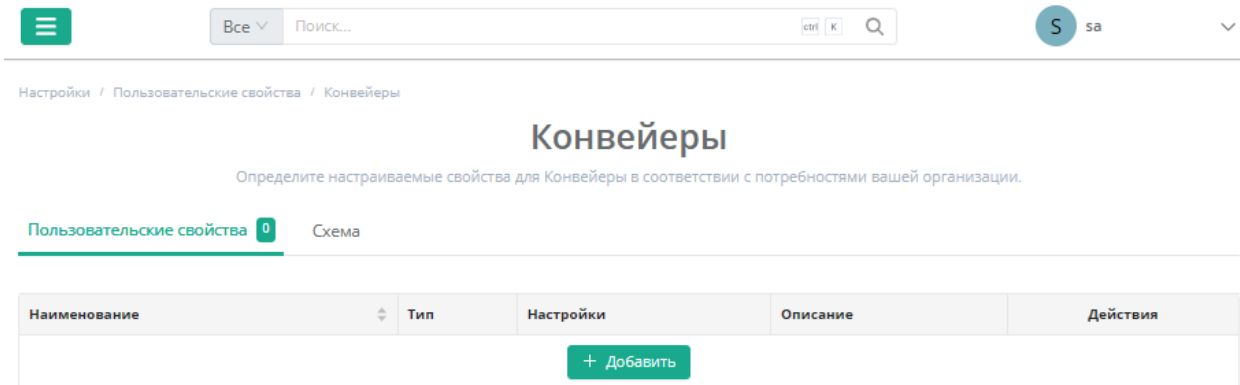 Все Поиск... ctrl K S sa
Настройки / Пользовательские свойства / Конвейеры
Конвейеры
Определите настраиваемые свойства для Конвейеры в соответствии с потребностями вашей организации.
Пользовательские свойства 0 Схема
Наименование Тип Настройки Описание Действия
+ Добавить